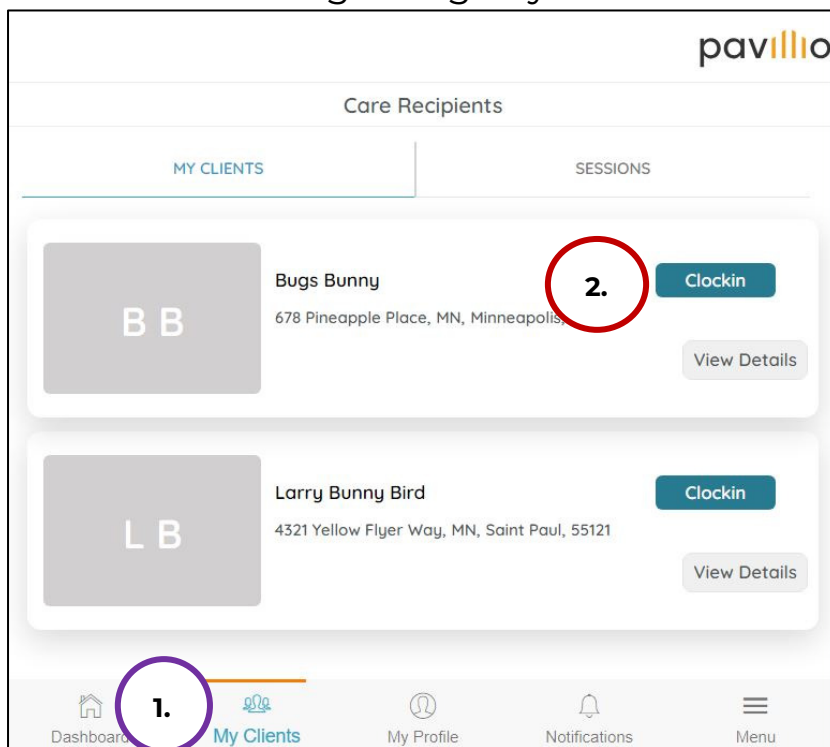 pavillio
Care Recipients
MY CLIENTS SESSIONS
B B
Bugs Bunny
2.
Clockin
678 Pineapple Place, MN, Minneapolis,
View Details
L B
Larry Bunny Bird
Clockin
4321 Yellow Flyer Way, MN, Saint Paul, 55121
View Details
1.
Dashboard My Clients My Profile Notifications Menu